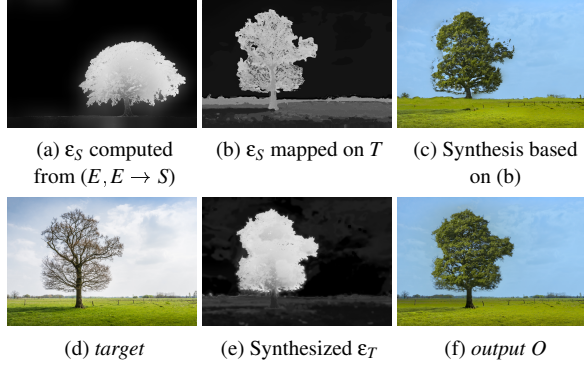 (a) ε_S computed
from (E, E → S)
(b) ε_S mapped on T
(c) Synthesis based
on (b)
(d) target
(e) Synthesized ε_T
(f) output O